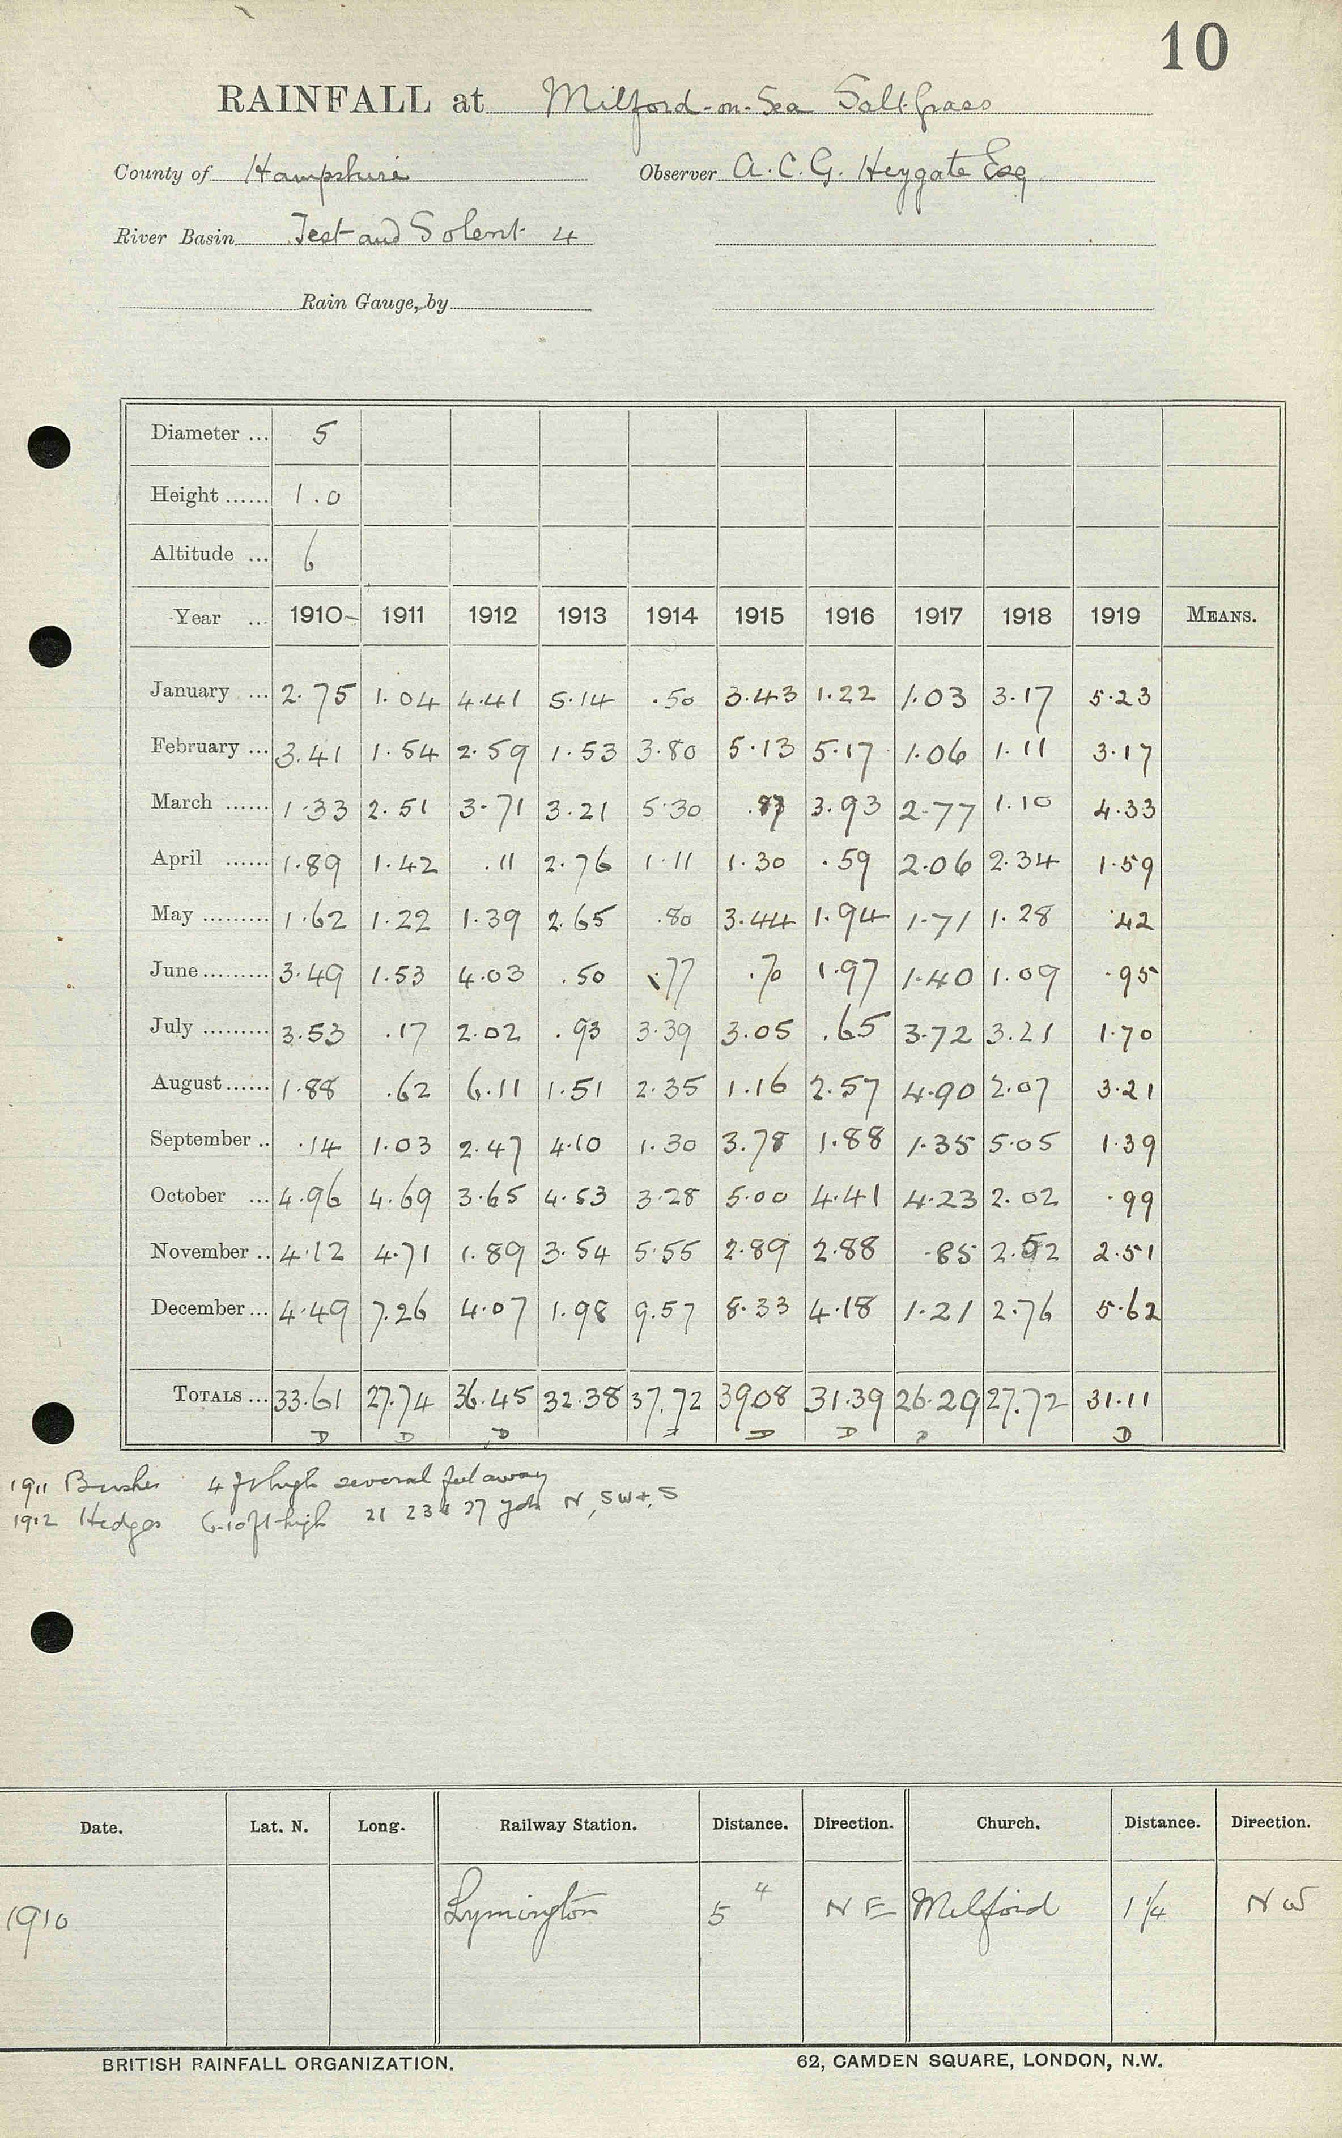 10
RAINFALL at Milford-on-Sea Saltgrass
County of Hampshire Observer A. C. G. Heygate Esq
River Basin Test and Solent 4
Rain Gauge, by
Diameter ... 5
Height ...... 1.0
Altitude ... 6
Year ... 1910 1911 1912 1913 1914 1915 1916 1917 1918 1919 MEANS.
January ... 2.75 1.04 4.41 5.14 .50 3.43 1.22 1.03 3.17 5.23
February ... 3.41 1.54 2.59 1.53 3.80 5.13 5.17 1.06 1.11 3.17
March ...... 1.33 2.51 3.71 3.21 5.30 .87 3.93 2.77 1.10 4.33
April ...... 1.89 1.42 .11 2.76 1.11 1.30 .59 2.06 2.34 1.59
May ......... 1.62 1.22 1.39 2.65 .80 3.44 1.94 1.71 1.28 .42
June ......... 3.49 1.53 4.03 .50 .77 .70 1.97 1.40 1.09 .95
July ......... 3.53 .17 2.02 .93 3.39 3.05 .65 3.72 3.21 1.70
August ...... 1.88 .62 6.11 1.51 2.35 1.16 2.57 4.90 2.07 3.21
September .. .14 1.03 2.47 4.10 1.30 3.78 1.88 1.35 5.05 1.39
October ... 4.96 4.69 3.65 4.53 3.28 5.00 4.41 4.23 2.02 .99
November .. 4.12 4.71 1.89 3.54 5.55 2.89 2.88 .85 2.52 2.51
December ... 4.49 7.26 4.07 1.98 9.57 8.33 4.18 1.21 2.76 5.62
TOTALS ... 33.61 27.74 36.45 32.38 37.72 39.08 31.39 26.29 27.72 31.11
D D D D D D D
1911 Bushes 4 ft high several feet away
1912 Hedges 6-10 ft high 21 23 & 27 yds N, SW &, S
Date. Lat. N. Long. Railway Station. Distance. Direction. Church. Distance. Direction.
1910 Lymington 5 4 NE Milford 1 1/4 NW
BRITISH RAINFALL ORGANIZATION. 62, CAMDEN SQUARE, LONDON, N.W.